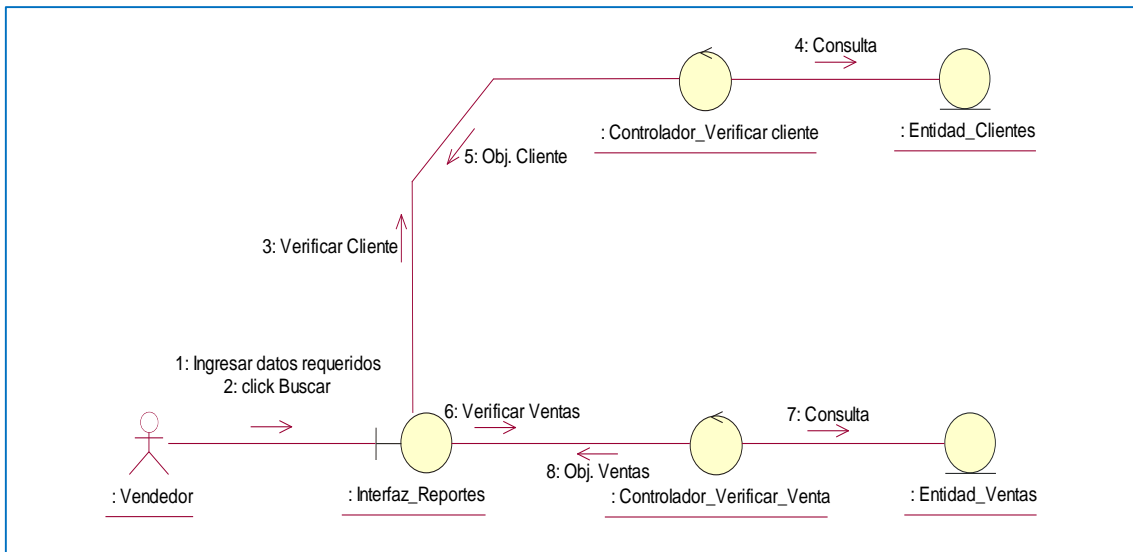 4: Consulta
: Controlador_Verificar cliente
: Entidad_Clientes
5: Obj. Cliente
3: Verificar Cliente
1: Ingresar datos requeridos
2: click Buscar
6: Verificar Ventas
7: Consulta
8: Obj. Ventas
: Vendedor
: Interfaz_Reportes
: Controlador_Verificar_Venta
: Entidad_Ventas